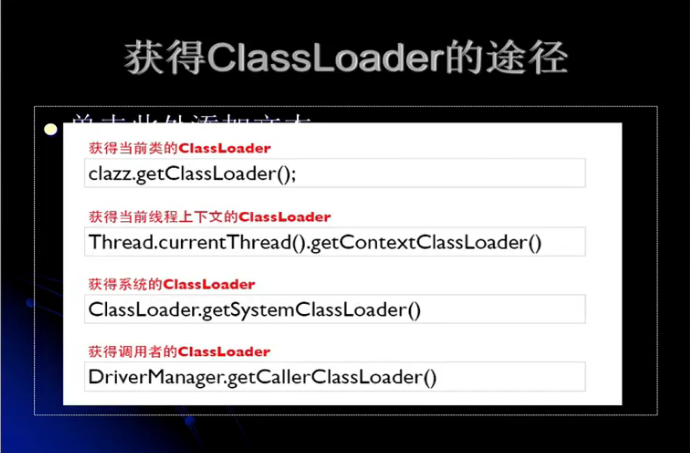 获得ClassLoader的途径
获得当前类的ClassLoader
clazz.getClassLoader();
获得当前线程上下文的ClassLoader
Thread.currentThread().getContextClassLoader()
获得系统的ClassLoader
ClassLoader.getSystemClassLoader()
获得调用者的ClassLoader
DriverManager.getCallerClassLoader()